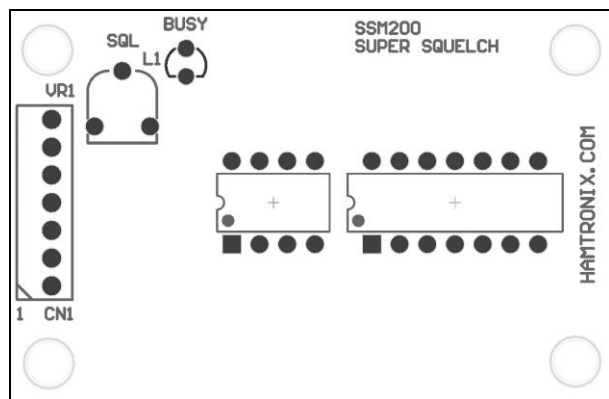 BUSY
SQL
L1
SSM200
SUPER SQUELCH
VR1
HAMTRONIX.COM
1 CN1